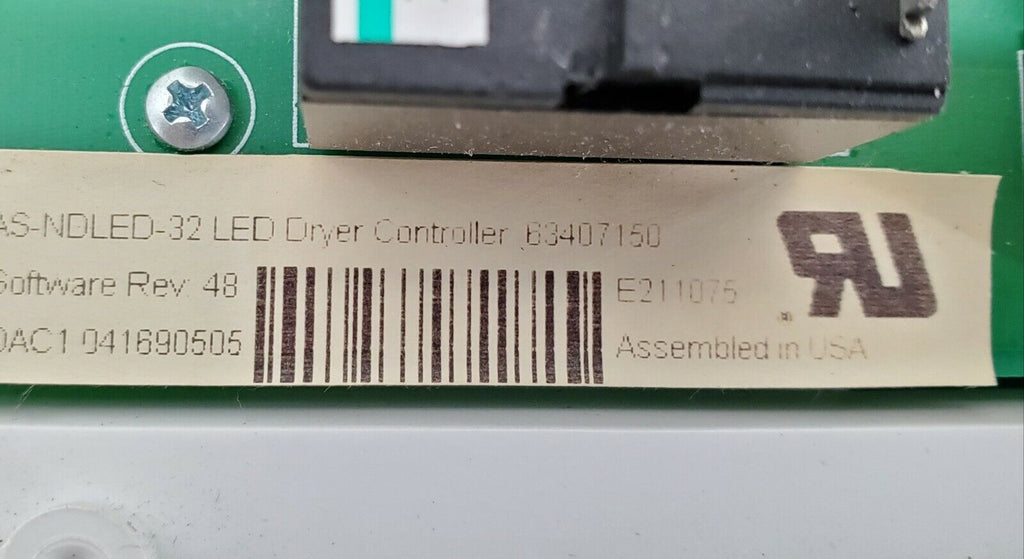 AS-NDLED-32 LED Dryer Controller 63407150
Software Rev: 48
E211075
0AC1 041690505
Assembled in USA